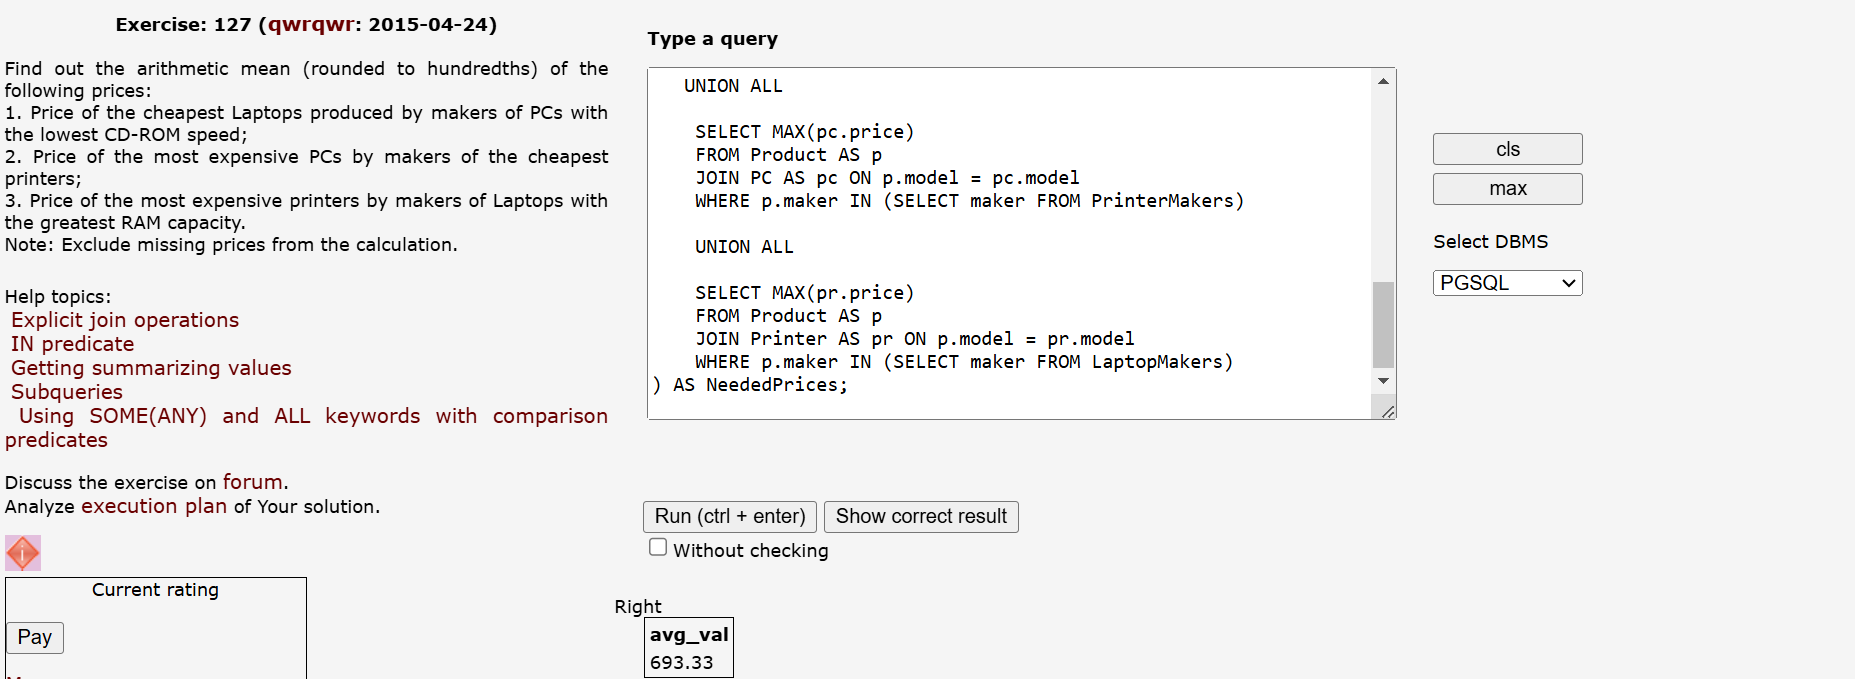 Exercise: 127 (qwrqwr: 2015-04-24)
Find out the arithmetic mean (rounded to hundredths) of the
following prices:
1. Price of the cheapest Laptops produced by makers of PCs with
the lowest CD-ROM speed;
2. Price of the most expensive PCs by makers of the cheapest
printers;
3. Price of the most expensive printers by makers of Laptops with
the greatest RAM capacity.
Note: Exclude missing prices from the calculation.
Help topics:
Explicit join operations
IN predicate
Getting summarizing values
Subqueries
Using SOME(ANY) and ALL keywords with comparison
predicates
Discuss the exercise on forum.
Analyze execution plan of Your solution.
i
Current rating
Pay
Type a query
UNION ALL
SELECT MAX(pc.price)
FROM Product AS p
JOIN PC AS pc ON p.model = pc.model
WHERE p.maker IN (SELECT maker FROM PrinterMakers)
UNION ALL
SELECT MAX(pr.price)
FROM Product AS p
JOIN Printer AS pr ON p.model = pr.model
WHERE p.maker IN (SELECT maker FROM LaptopMakers)
) AS NeededPrices;
cls
max
Select DBMS
PGSQL
Run (ctrl + enter) Show correct result
Without checking
Right
avg_val
693.33